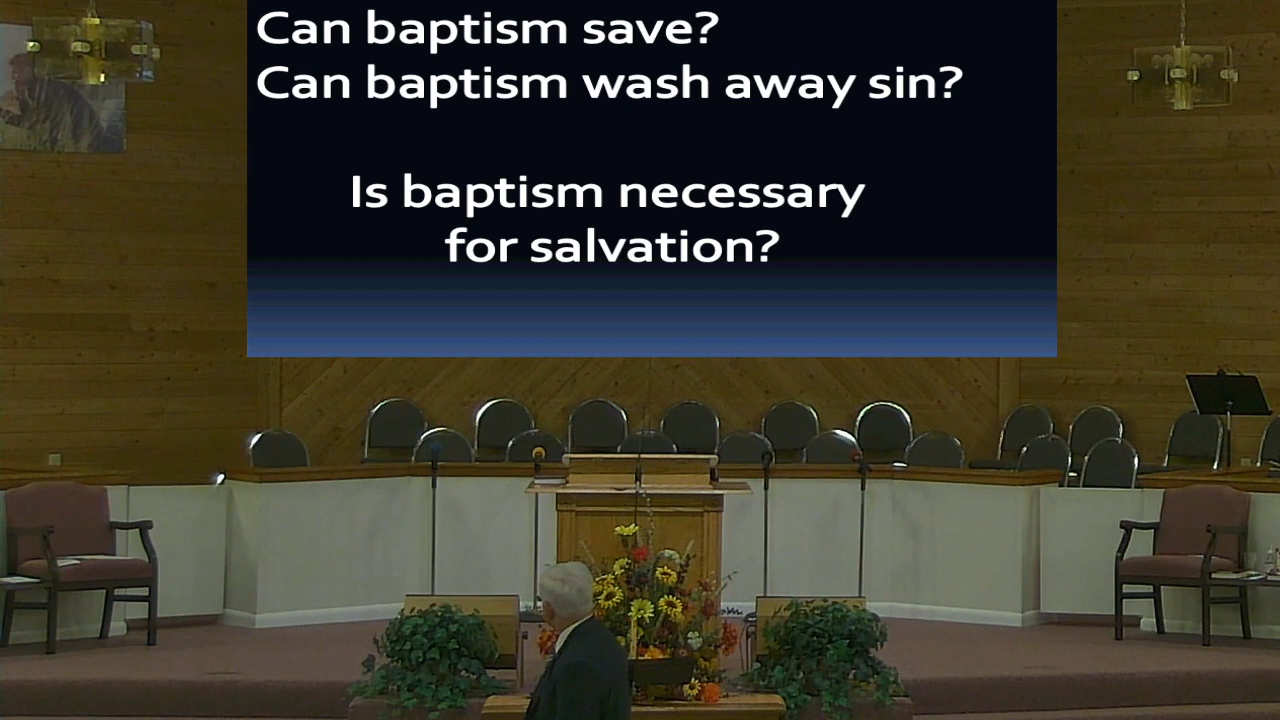 Can baptism save?
Can baptism wash away sin?
Is baptism necessary
for salvation?